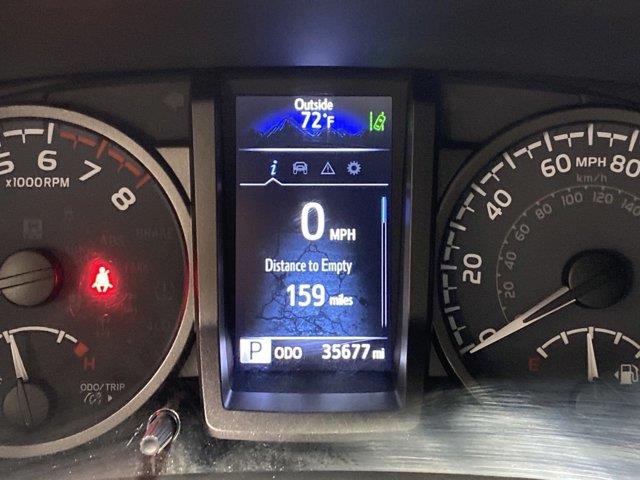 Outside
72°F
i
0 MPH
Distance to Empty
159 miles
P ODO 35677 mi
5 6 7 8
x1000RPM
H
ODO/TRIP
0 20 40 60 MPH 80
km/h
20 40 60 80 100 120 140
E